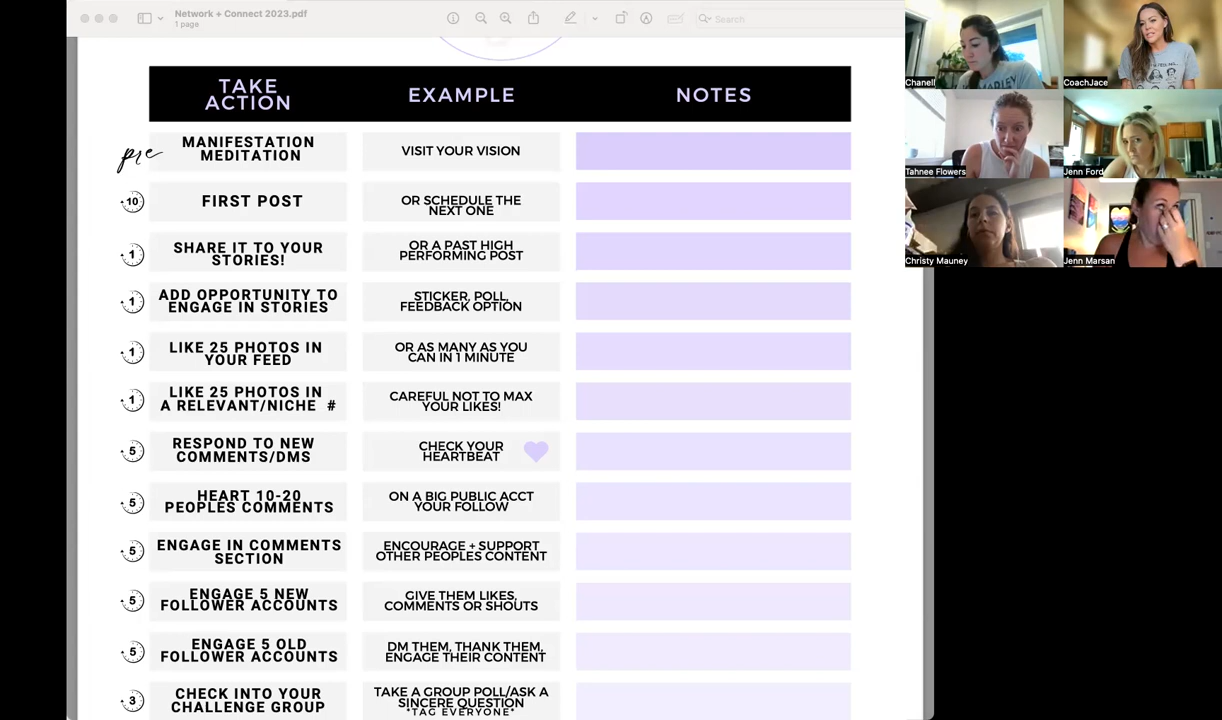 Network + Connect 2023.pdf
1 page
Search
TAKE
ACTION
EXAMPLE
NOTES
pre
MANIFESTATION
MEDITATION
VISIT YOUR VISION
10
FIRST POST
OR SCHEDULE THE
NEXT ONE
1
SHARE IT TO YOUR
STORIES!
OR A PAST HIGH
PERFORMING POST
1
ADD OPPORTUNITY TO
ENGAGE IN STORIES
STICKER, POLL,
FEEDBACK OPTION
1
LIKE 25 PHOTOS IN
YOUR FEED
OR AS MANY AS YOU
CAN IN 1 MINUTE
1
LIKE 25 PHOTOS IN
A RELEVANT/NICHE #
CAREFUL NOT TO MAX
YOUR LIKES!
5
RESPOND TO NEW
COMMENTS/DMS
CHECK YOUR
HEARTBEAT
5
HEART 10-20
PEOPLES COMMENTS
ON A BIG PUBLIC ACCT
YOUR FOLLOW
5
ENGAGE IN COMMENTS
SECTION
ENCOURAGE + SUPPORT
OTHER PEOPLES CONTENT
5
ENGAGE 5 NEW
FOLLOWER ACCOUNTS
GIVE THEM LIKES,
COMMENTS OR SHOUTS
5
ENGAGE 5 OLD
FOLLOWER ACCOUNTS
DM THEM, THANK THEM,
ENGAGE THEIR CONTENT
3
CHECK INTO YOUR
CHALLENGE GROUP
TAKE A GROUP POLL/ASK A
SINCERE QUESTION
*TAG EVERYONE*
Chanell
CoachJace
Tahnee Flowers
Jenn Ford
Christy Mauney
Jenn Marsan